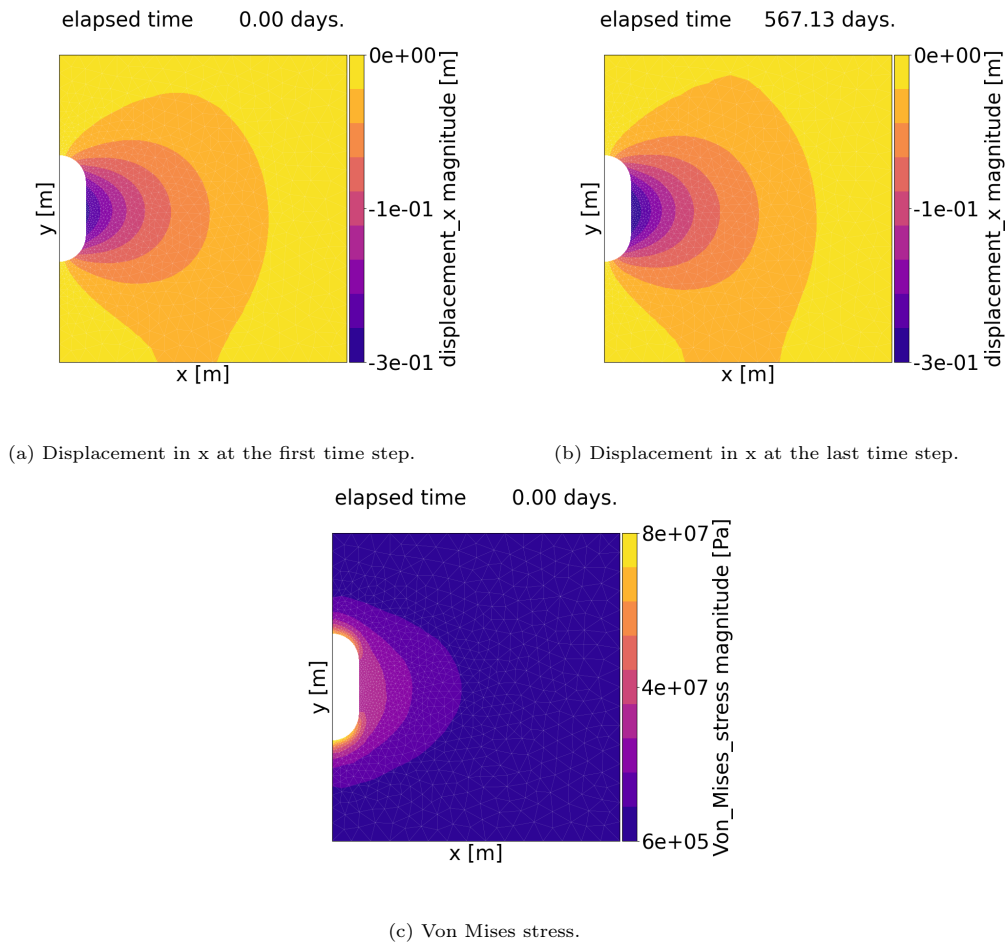 elapsed time 0.00 days.
0e+00
-1e-01
-3e-01
displacement_x magnitude [m]
y [m]
x [m]
(a) Displacement in x at the first time step.
elapsed time 567.13 days.
0e+00
-1e-01
-3e-01
displacement_x magnitude [m]
y [m]
x [m]
(b) Displacement in x at the last time step.
elapsed time 0.00 days.
8e+07
4e+07
6e+05
Von_Mises_stress magnitude [Pa]
y [m]
x [m]
(c) Von Mises stress.